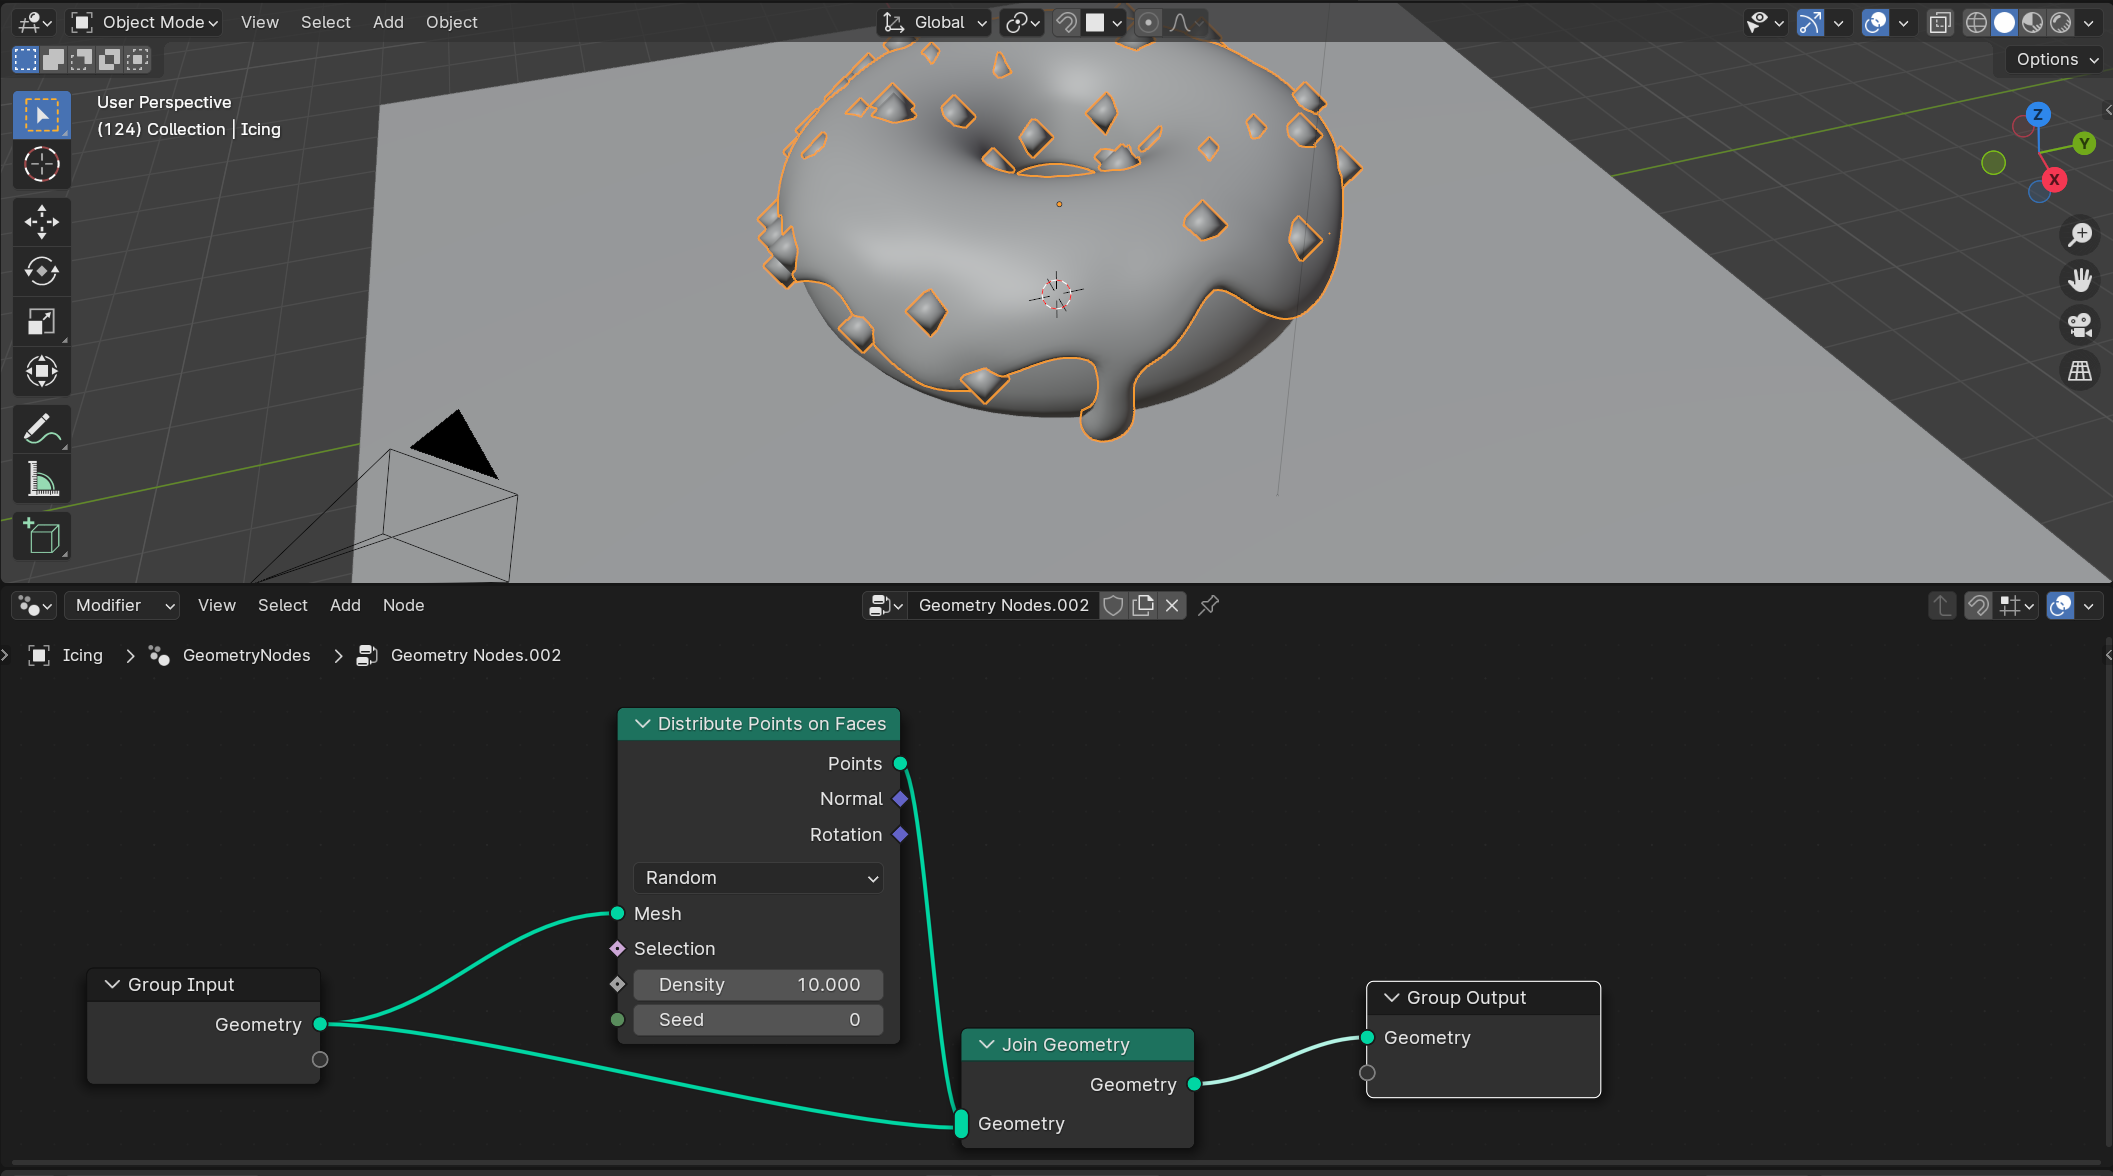 Object Mode
View
Select
Add
Object
Global
Options
User Perspective
(124) Collection | Icing
Z
Y
X
Modifier
View
Select
Add
Node
Geometry Nodes.002
Icing
GeometryNodes
Geometry Nodes.002
Distribute Points on Faces
Points
Normal
Rotation
Random
Mesh
Selection
Density 10.000
Seed 0
Group Input
Geometry
Join Geometry
Geometry
Geometry
Group Output
Geometry